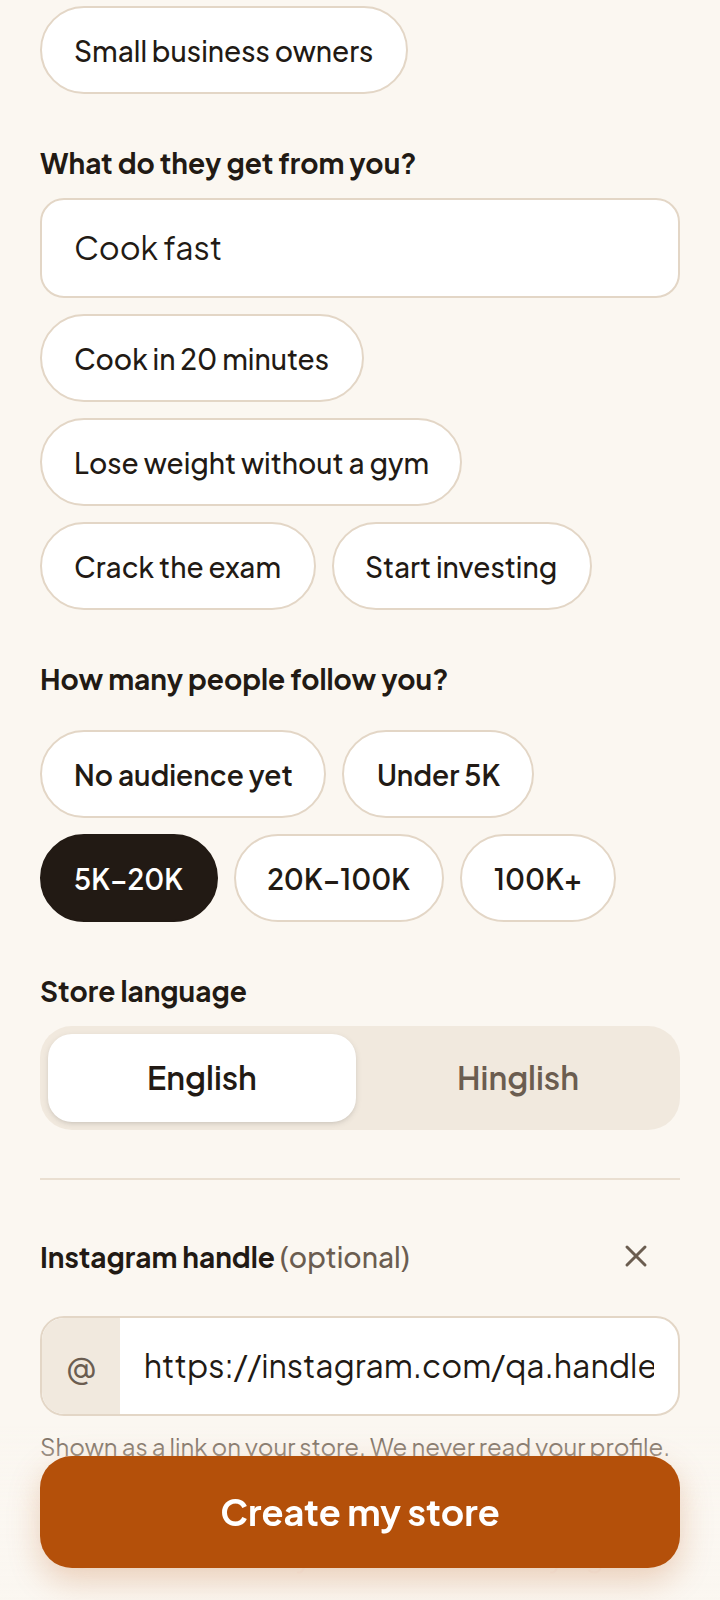 Small business owners
What do they get from you?
Cook fast
Cook in 20 minutes
Lose weight without a gym
Crack the exam Start investing
How many people follow you?
No audience yet Under 5K
5K–20K 20K–100K 100K+
Store language
English Hinglish
Instagram handle (optional)
@ https://instagram.com/qa.handle
Shown as a link on your store. We never read your profile.
Create my store